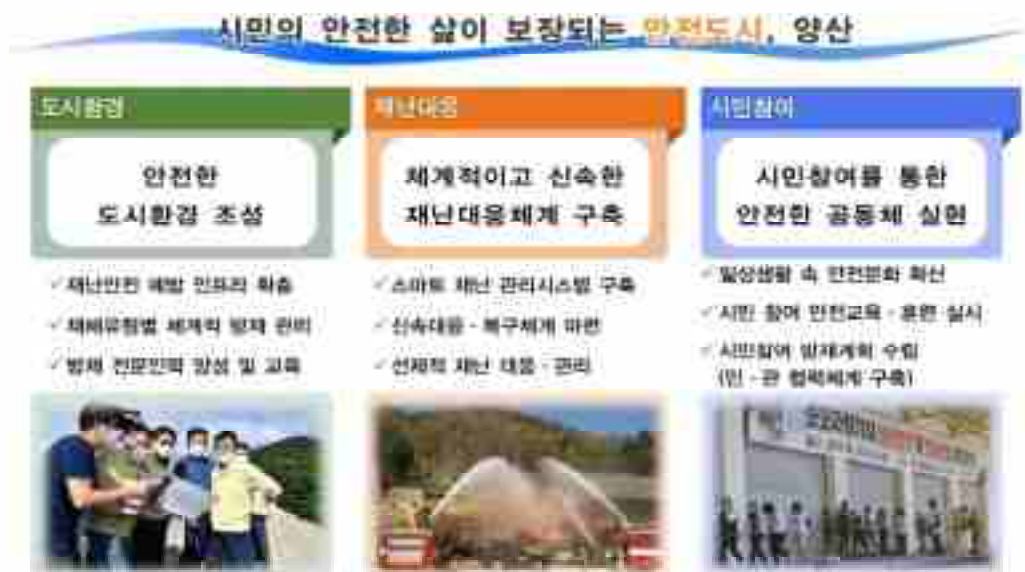 시민의 안전한 삶이 보장되는 안전도시, 양산
도시환경
안전한
도시환경 조성
✓ 재난안전 예방 인프라 확충
✓ 재해유형별 체계적 방재 관리
✓ 방재 전문인력 양성 및 교육
재난대응
체계적이고 신속한
재난대응체계 구축
✓ 스마트 재난 관리시스템 구축
✓ 신속대응·복구체계 마련
✓ 선제적 재난 대응·관리
시민참여
시민참여를 통한
안전한 공동체 실현
✓ 일상생활 속 안전문화 확산
✓ 시민 참여 안전교육·훈련 실시
✓ 시민참여 방재계획 수립
(민·관 협력체계 구축)